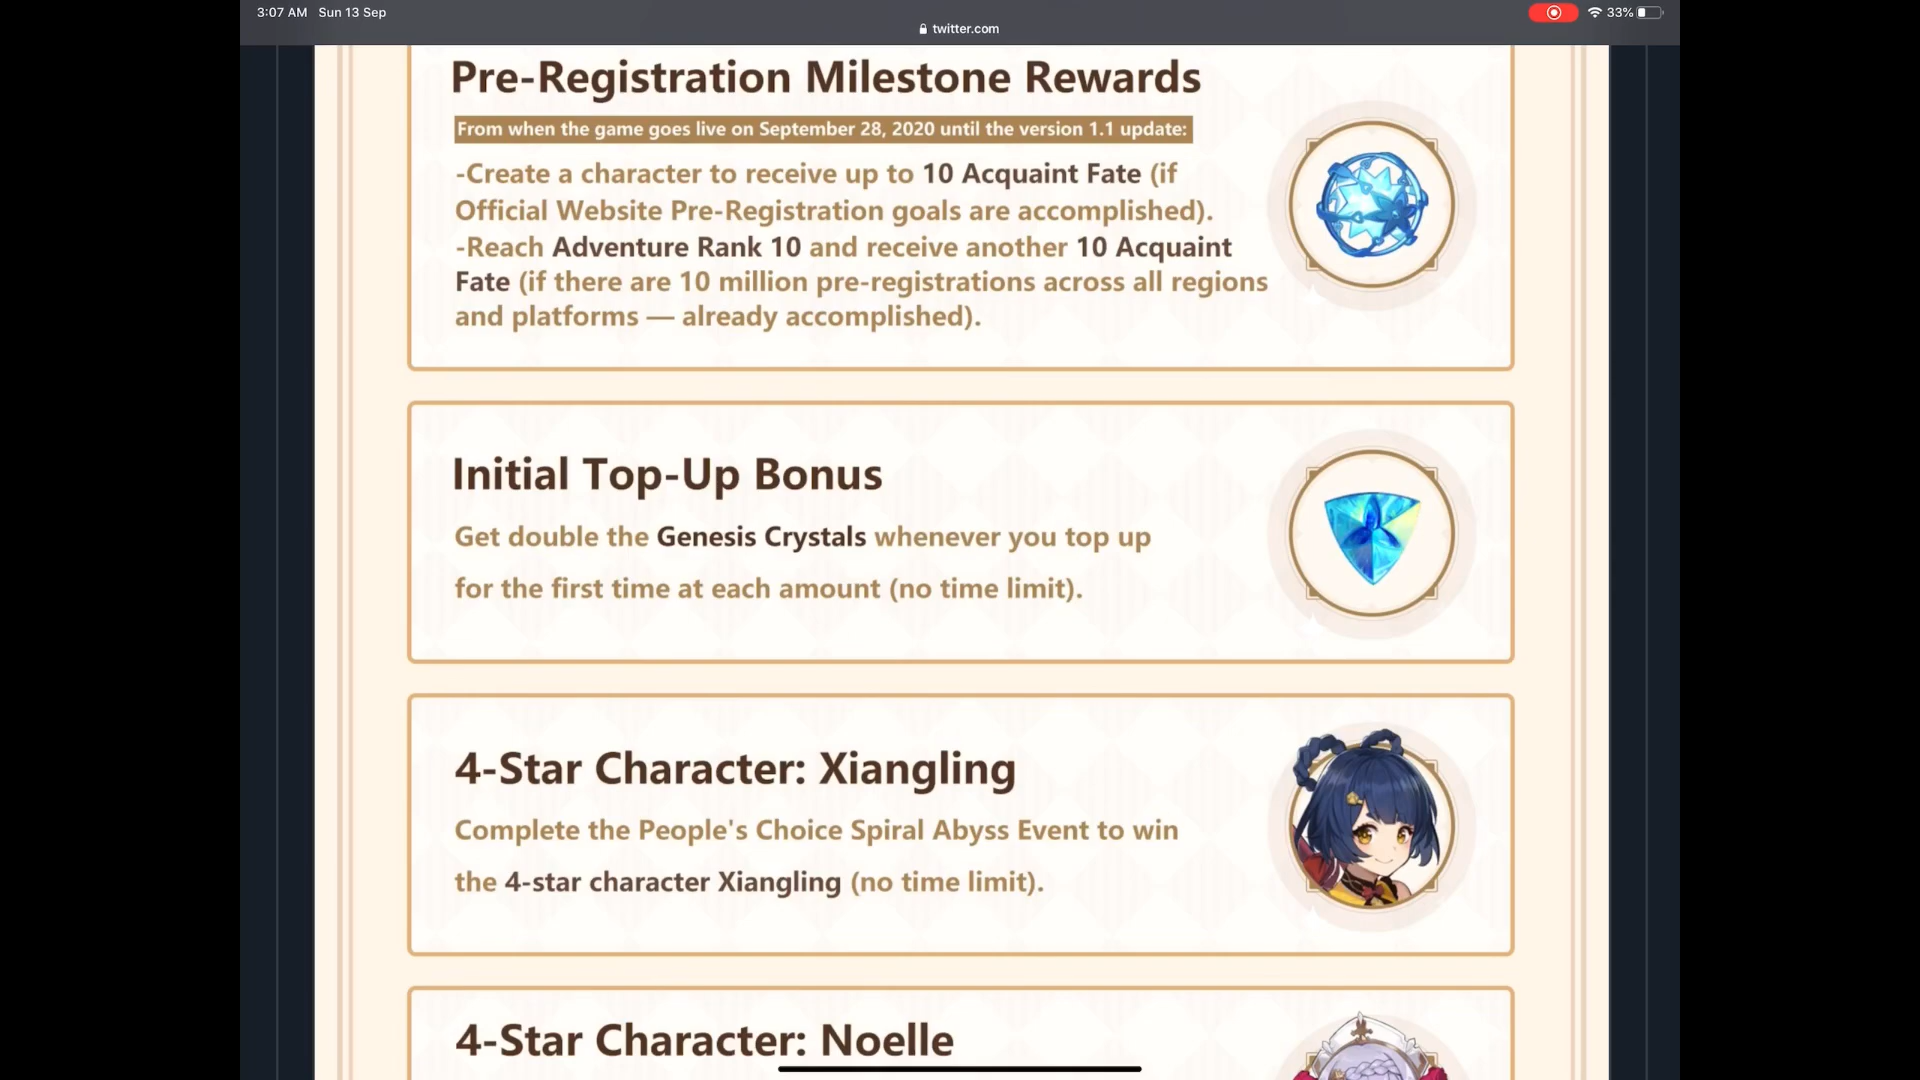 3:07 AM Sun 13 Sep
33%
twitter.com
Pre-Registration Milestone Rewards
From when the game goes live on September 28, 2020 until the version 1.1 update:
-Create a character to receive up to 10 Acquaint Fate (if
Official Website Pre-Registration goals are accomplished).
-Reach Adventure Rank 10 and receive another 10 Acquaint
Fate (if there are 10 million pre-registrations across all regions
and platforms — already accomplished).
Initial Top-Up Bonus
Get double the Genesis Crystals whenever you top up
for the first time at each amount (no time limit).
4-Star Character: Xiangling
Complete the People's Choice Spiral Abyss Event to win
the 4-star character Xiangling (no time limit).
4-Star Character: Noelle